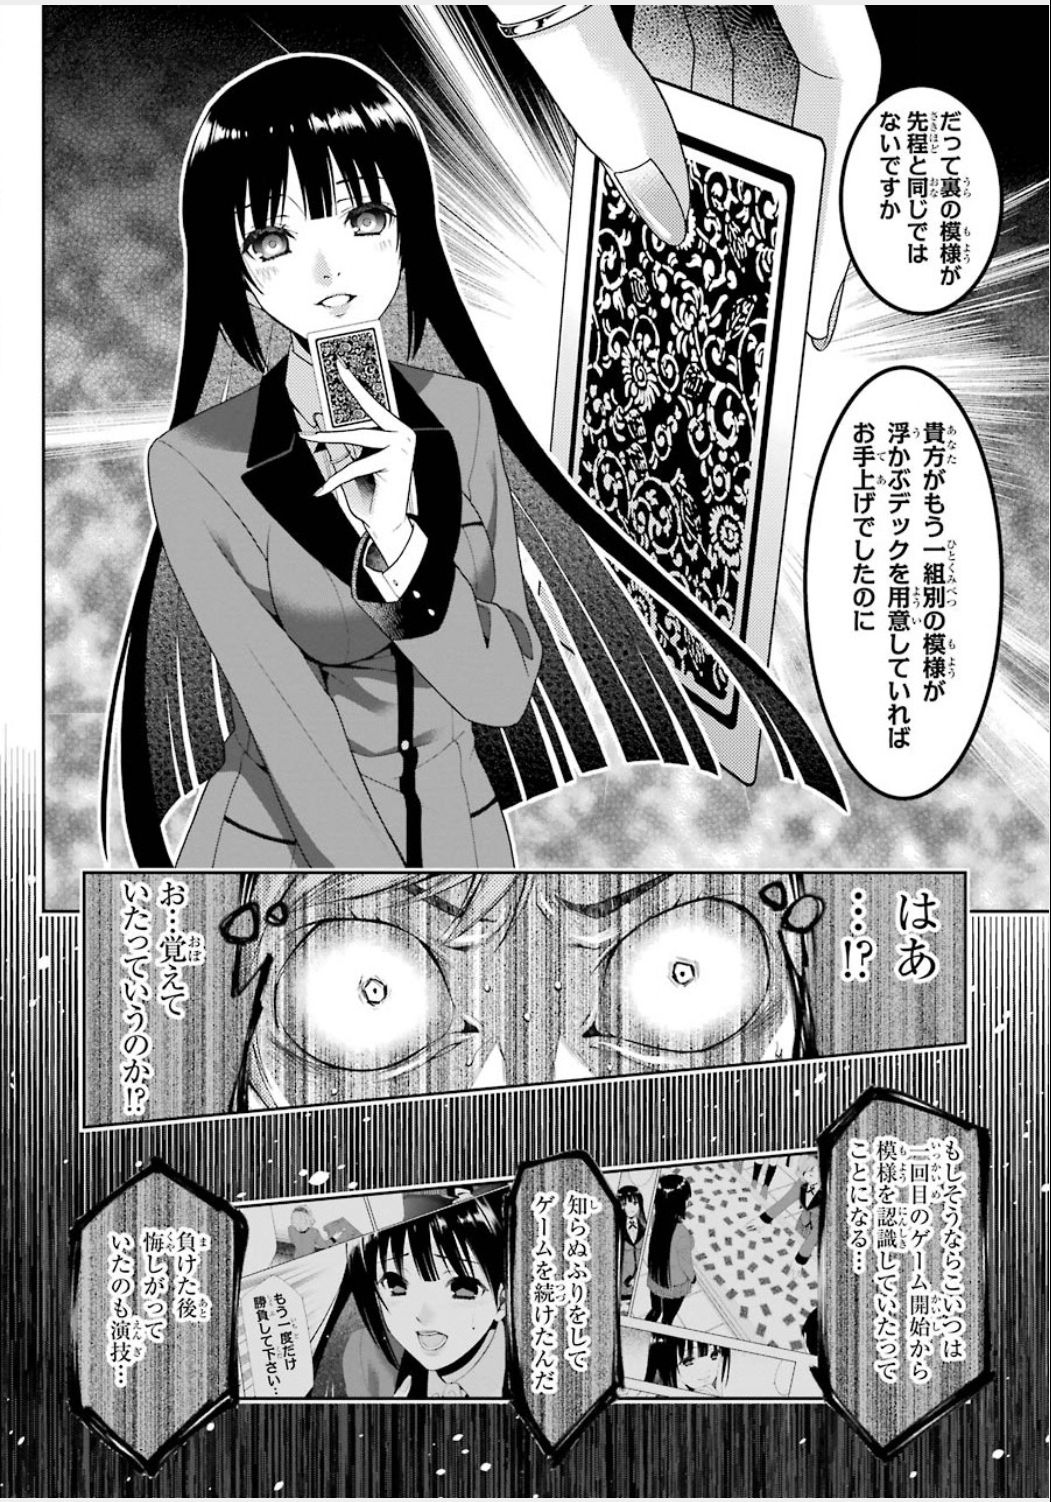 だって裏の模様が
先程と同じでは
ないですか
貴方がもう一組別の模様が
浮かぶデックを用意していれば
お手上げでしたのに
はあ
…!?
お…覚えて
いたっていうのか!?
もしそうならこいつは
一回目のゲーム開始から
模様を認識していたって
ことになる…
知らぬふりをして
ゲームを続けたんだ
もう一度だけ
勝負して下さい…
負けた後
悔しがって
いたのも演技…